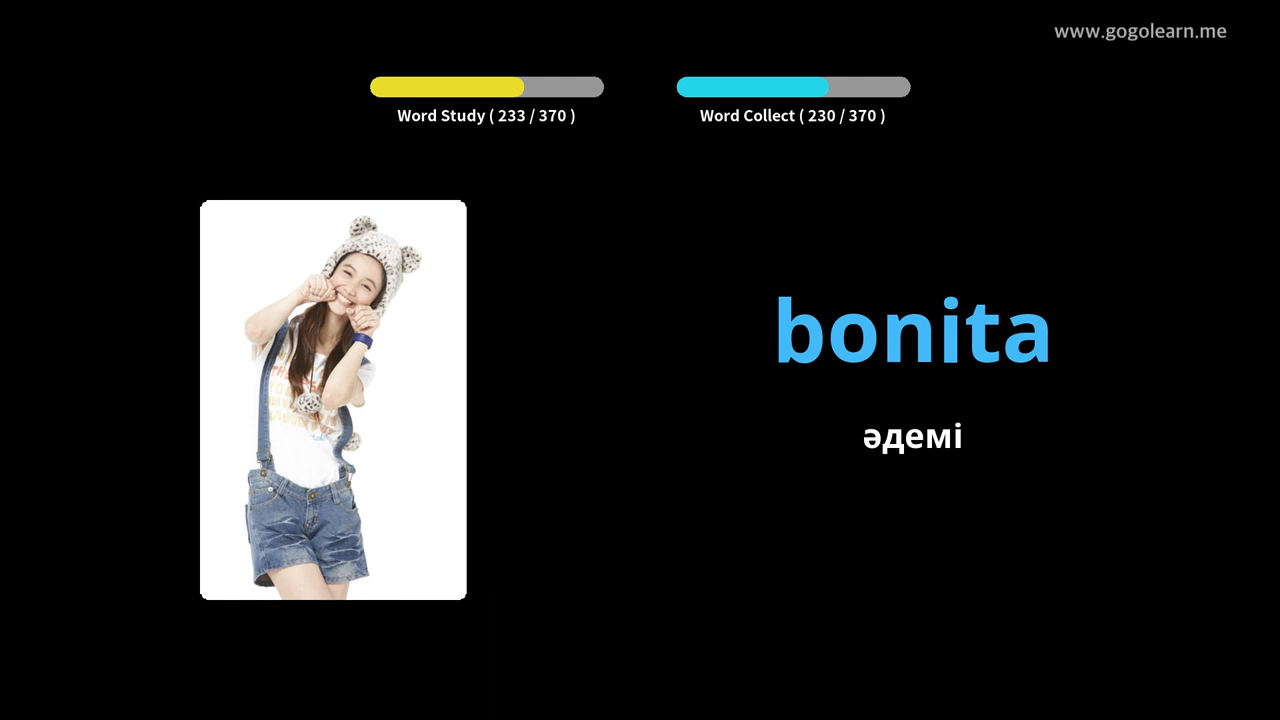 www.gogolearn.me
Word Study ( 233 / 370 )
Word Collect ( 230 / 370 )
bonita
әдемі